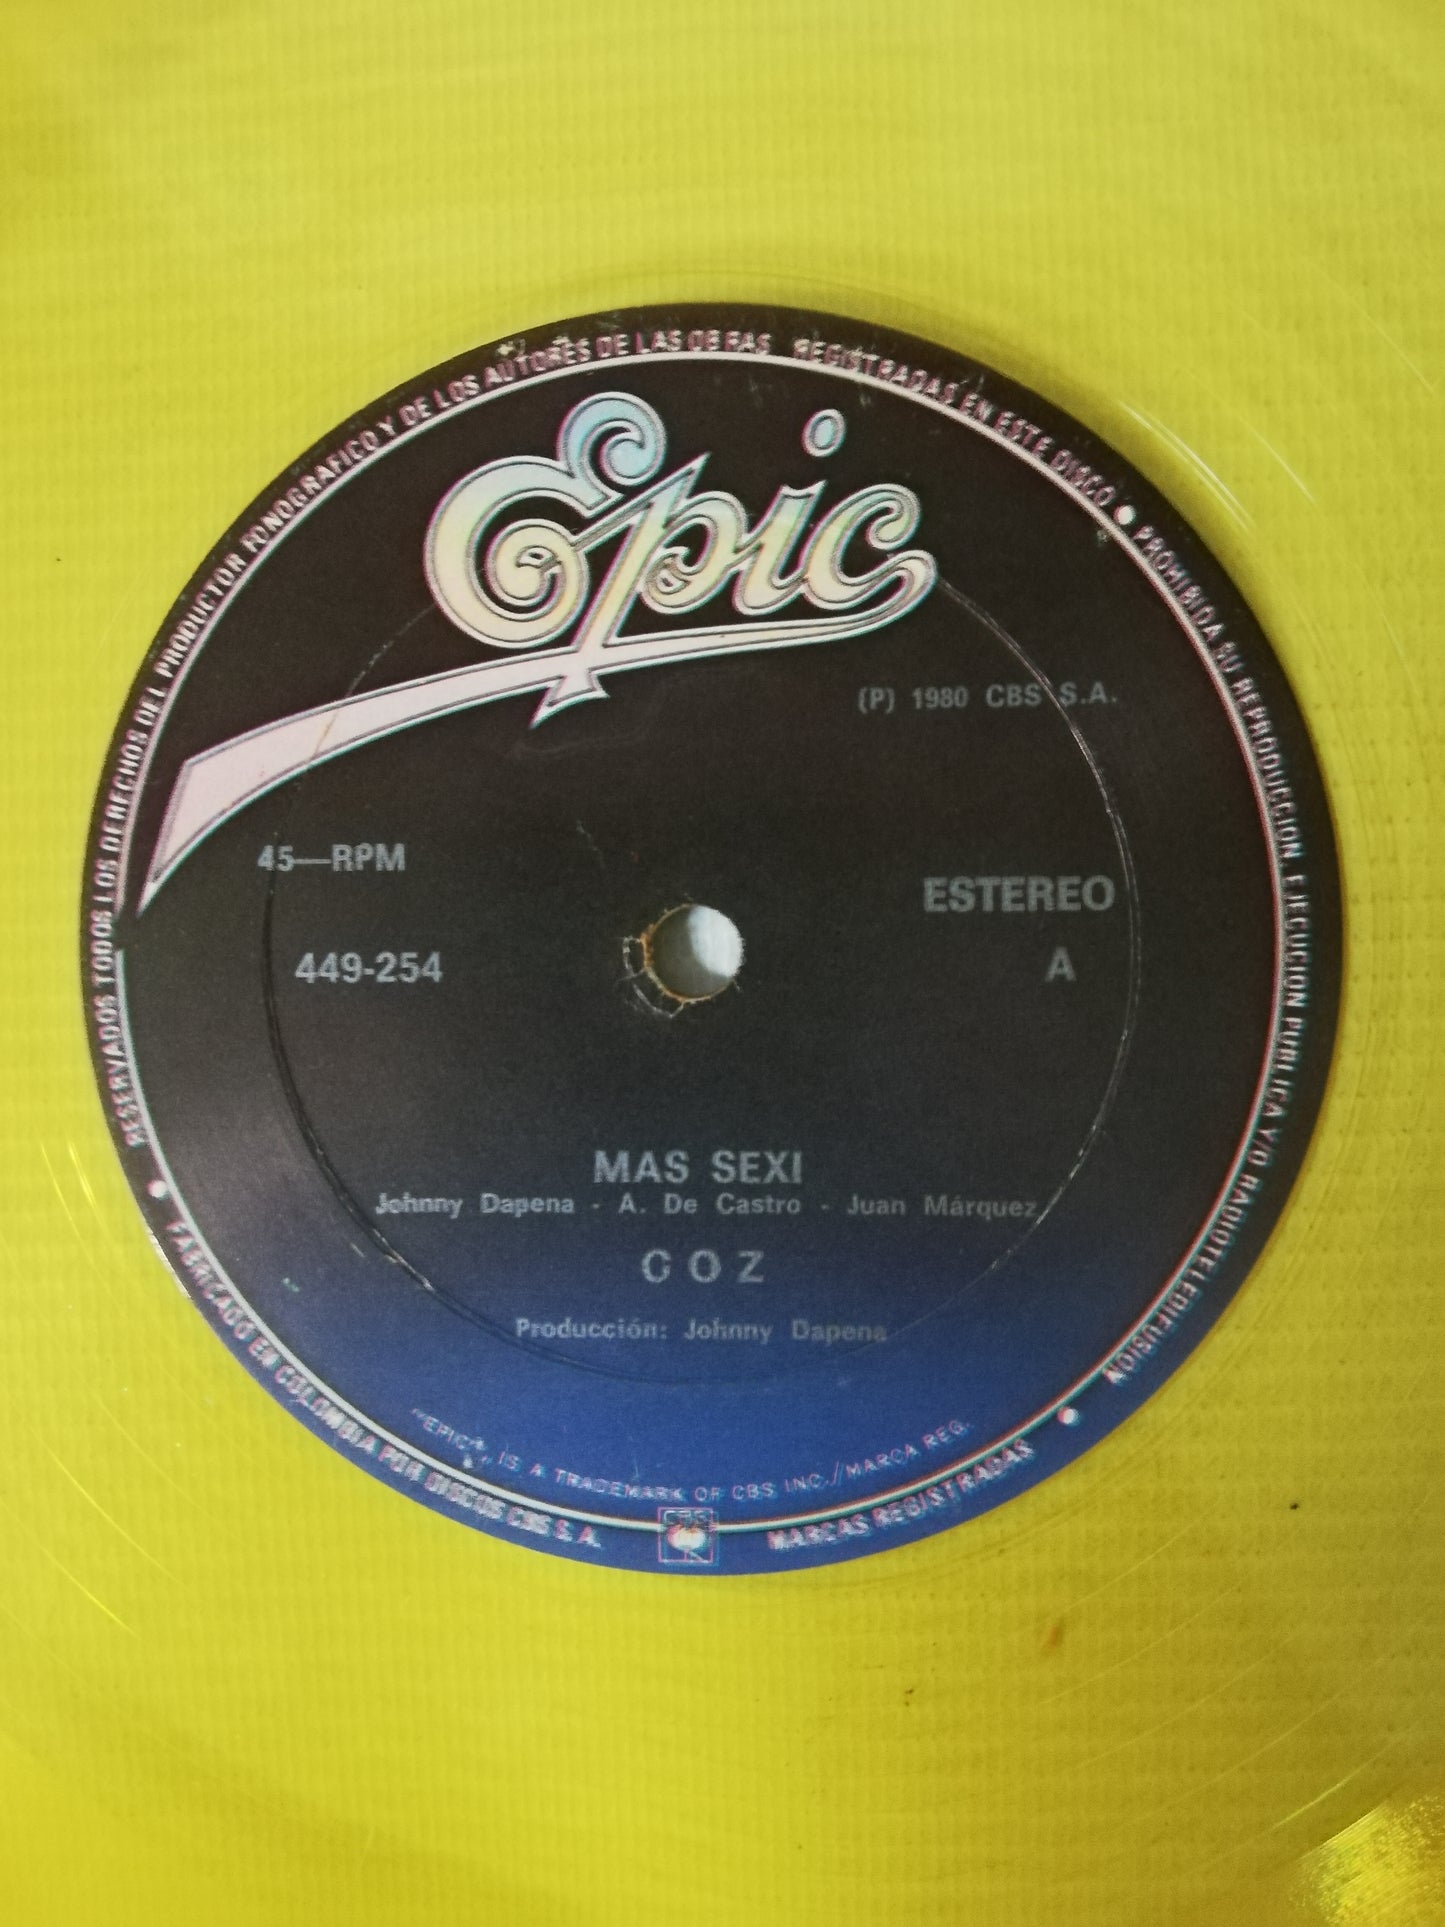 RESERVADOS TODOS LOS DERECHOS DEL PRODUCTOR FONOGRAFICO Y DE LOS AUTORES DE LAS OBRAS REGISTRADAS EN ESTE DISCO • PROHIBIDA SU REPRODUCCION, EJECUCION PUBLICA Y/O RADIOTELEDIFUSION •
Epic
(P) 1980 CBS S.A.
45—RPM
ESTEREO
449-254
A
MAS SEXI
Johnny Dapena - A. De Castro - Juan Márquez
COZ
Producción: Johnny Dapena
"EPIC", IS A TRADEMARK OF CBS INC./MARCA REG.
• FABRICADO EN COLOMBIA POR DISCOS CBS S.A.
CBS
MARCAS REGISTRADAS